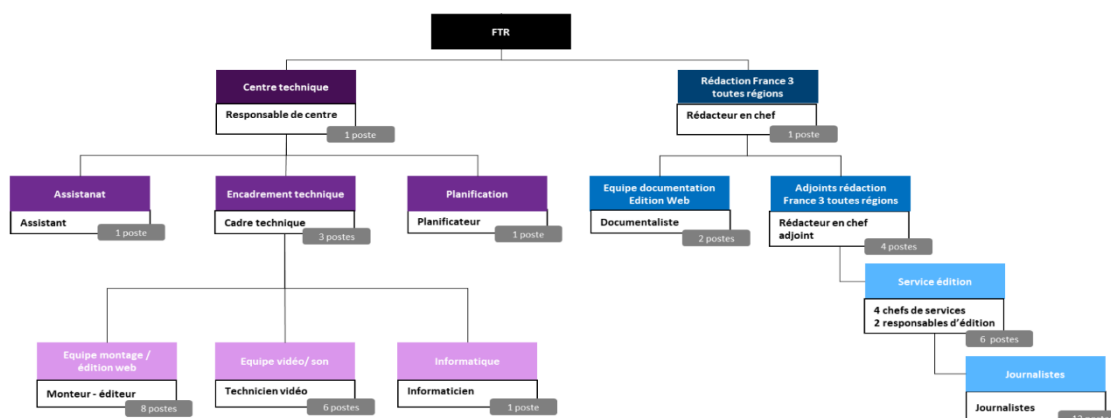 FTR
Centre technique
Responsable de centre
1 poste
Rédaction France 3
toutes régions
Rédacteur en chef
1 poste
Assistanat
Assistant
1 poste
Encadrement technique
Cadre technique
3 postes
Planification
Planificateur
1 poste
Equipe documentation
Edition Web
Documentaliste
2 postes
Adjoints rédaction
France 3 toutes régions
Rédacteur en chef
adjoint
4 postes
Service édition
4 chefs de services
2 responsables d'édition
6 postes
Equipe montage /
édition web
Monteur - éditeur
8 postes
Equipe vidéo/ son
Technicien vidéo
6 postes
Informatique
Informaticien
1 poste
Journalistes
Journalistes